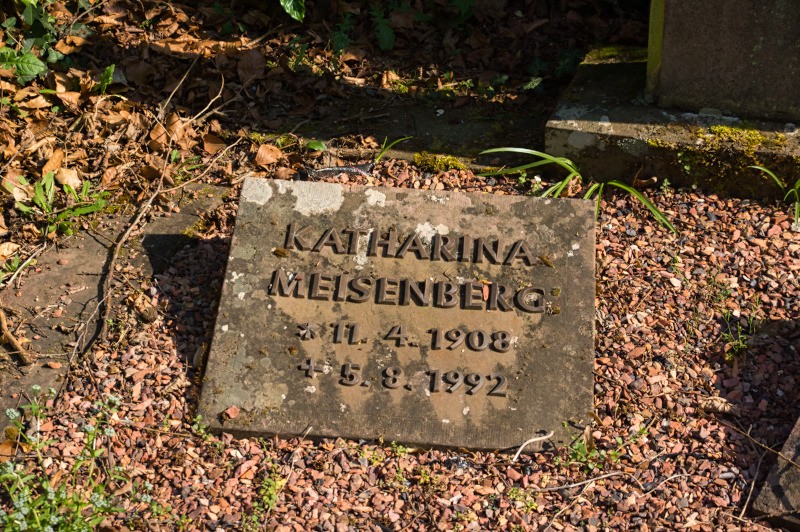 KATHARINA
MEISENBERG
* 11. 4. 1908
+ 5. 8. 1992